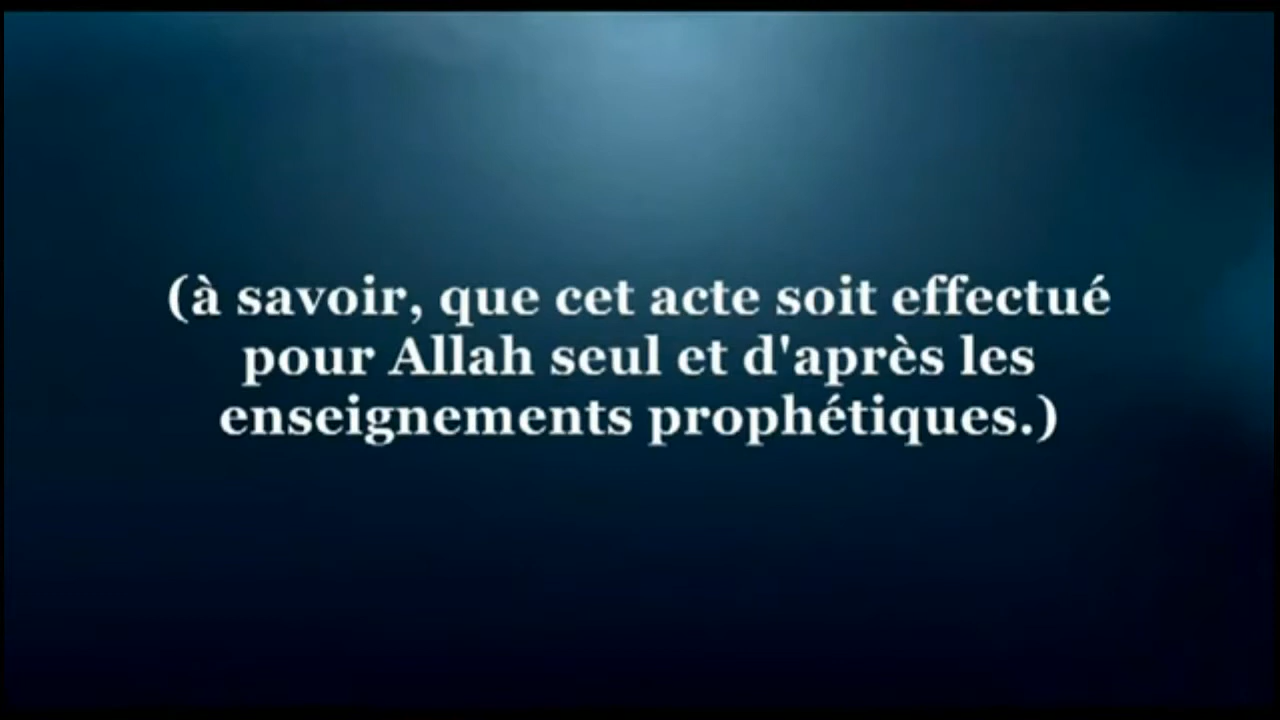 (à savoir, que cet acte soit effectué
pour Allah seul et d'après les
enseignements prophétiques.)